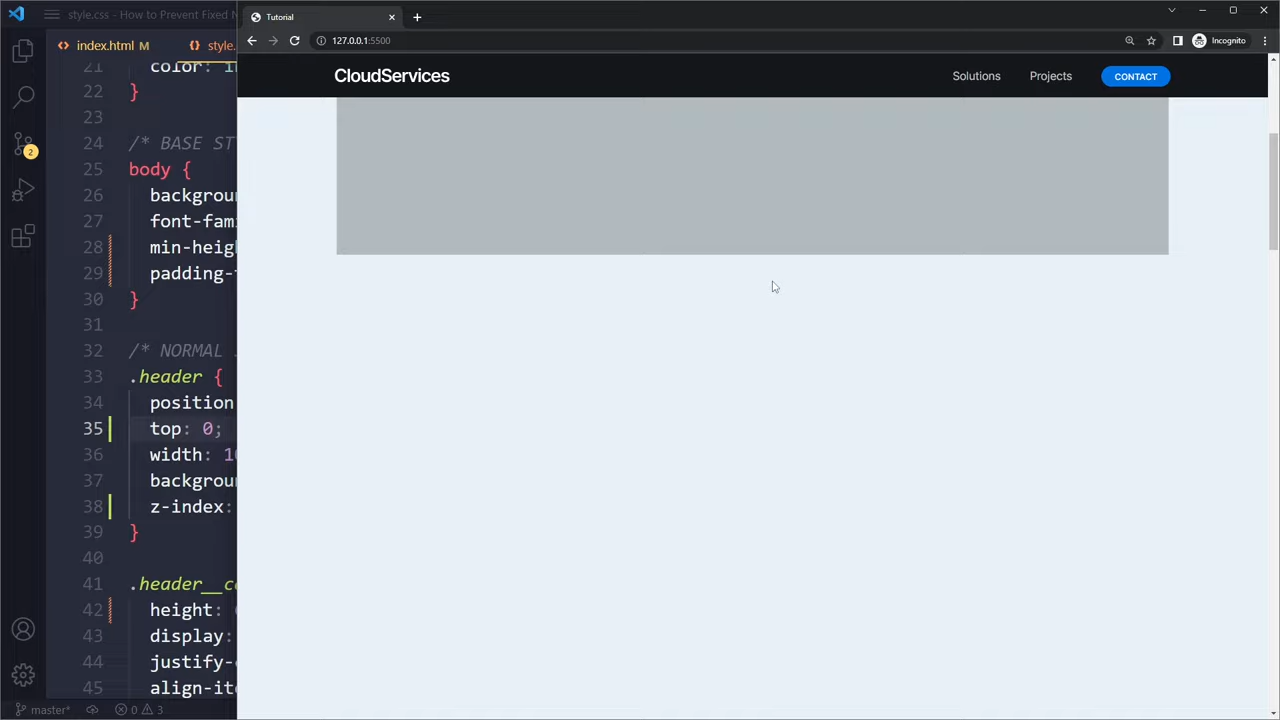 style.css - How to Prevent Fixed N
index.html M
style.
Tutorial
127.0.0.1:5500
Incognito
CloudServices
Solutions
Projects
CONTACT
21 color: i
22 }
23
24 /* BASE ST
25 body {
26 backgroun
27 font-fam
28 min-heig
29 padding-
30 }
31
32 /* NORMAL
33 .header {
34 position
35 top: 0;
36 width: 10
37 backgroun
38 z-index:
39 }
40
41 .header__c
42 height:
43 display:
44 justify-
45 align-it
2
master*
0
3